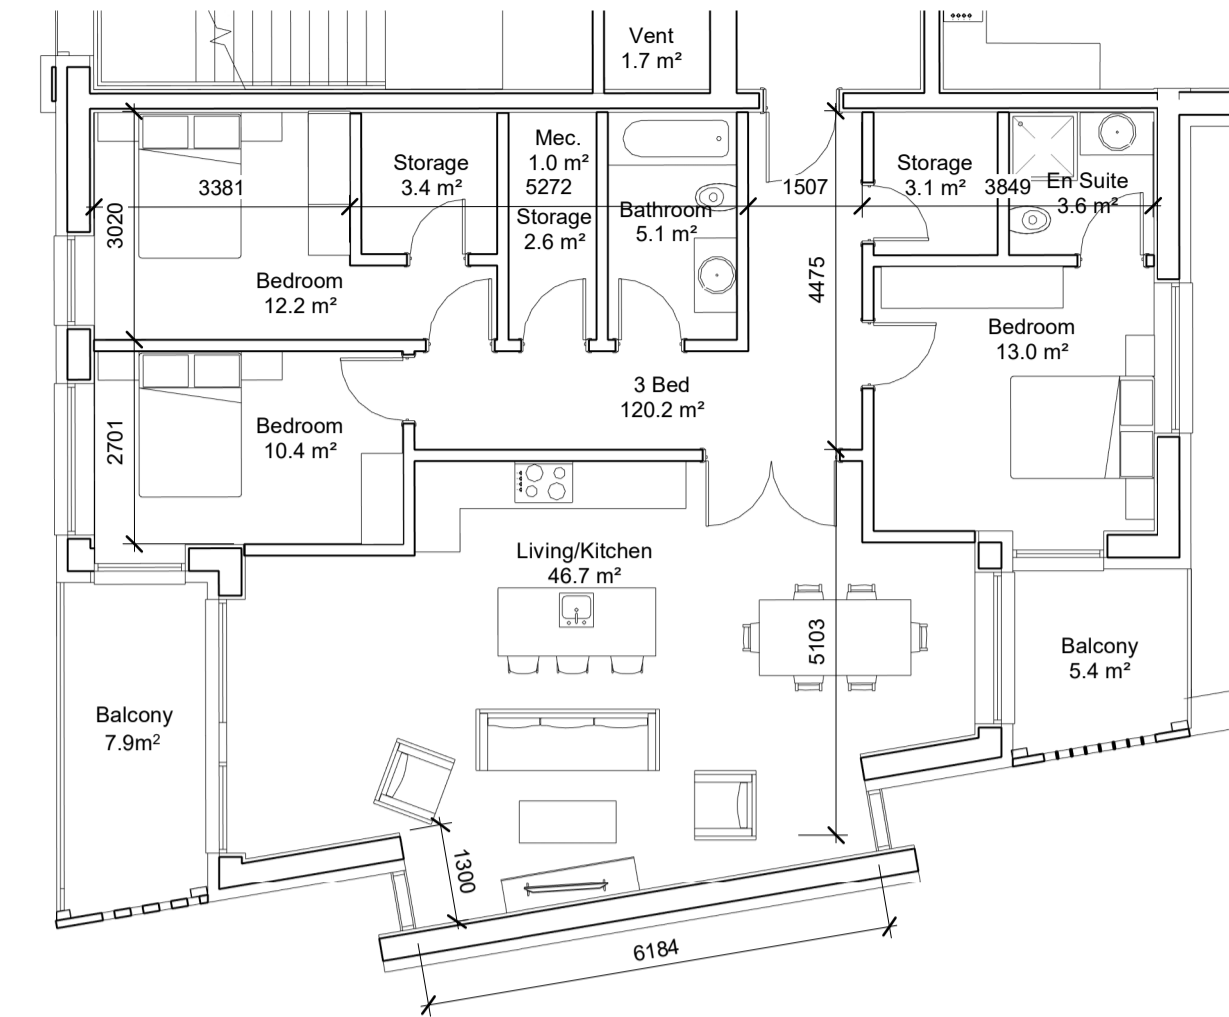 Vent
1.7 m²
Mec.
1.0 m²
Storage
3.4 m²
Storage
3.1 m²
3381
5272
1507
3849
En Suite
3.6 m²
3020
Storage
2.6 m²
Bathroom
5.1 m²
4475
Bedroom
12.2 m²
Bedroom
13.0 m²
3 Bed
120.2 m²
Bedroom
10.4 m²
2701
Living/Kitchen
46.7 m²
5103
Balcony
5.4 m²
Balcony
7.9m²
1300
6184